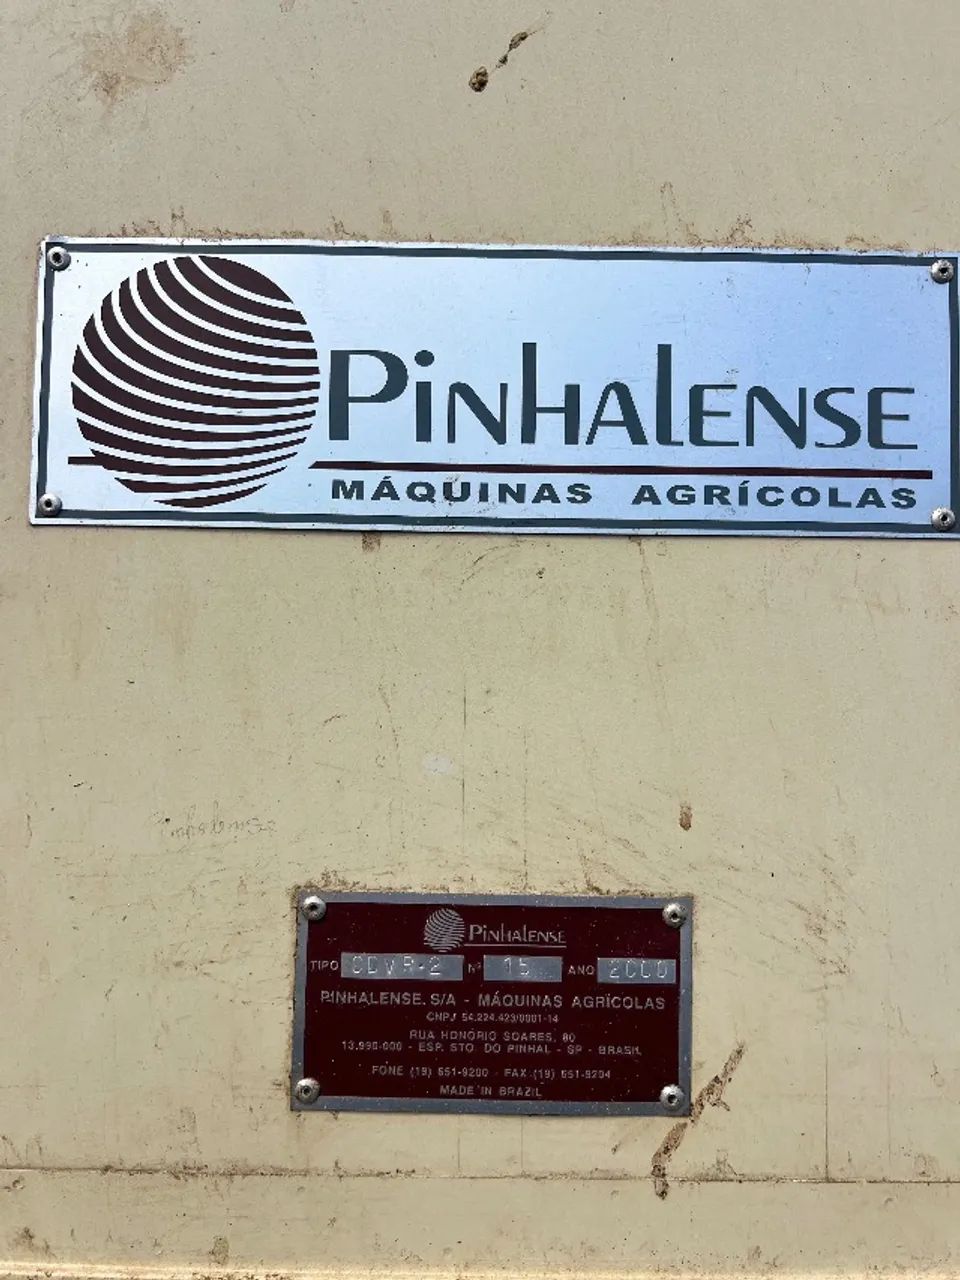 Pinhalense
MÁQUINAS AGRÍCOLAS
PINHALENSE
TIPO CDVR-2 Nº 15 ANO 2000
PINHALENSE S/A - MÁQUINAS AGRÍCOLAS
CNPJ 54.224.423/0001-14
RUA HONÓRIO SOARES, 80
13.990-000 - ESP. STO. DO PINHAL - SP - BRASIL
FONE (19) 651-9200 - FAX (19) 651-9204
MADE IN BRAZIL